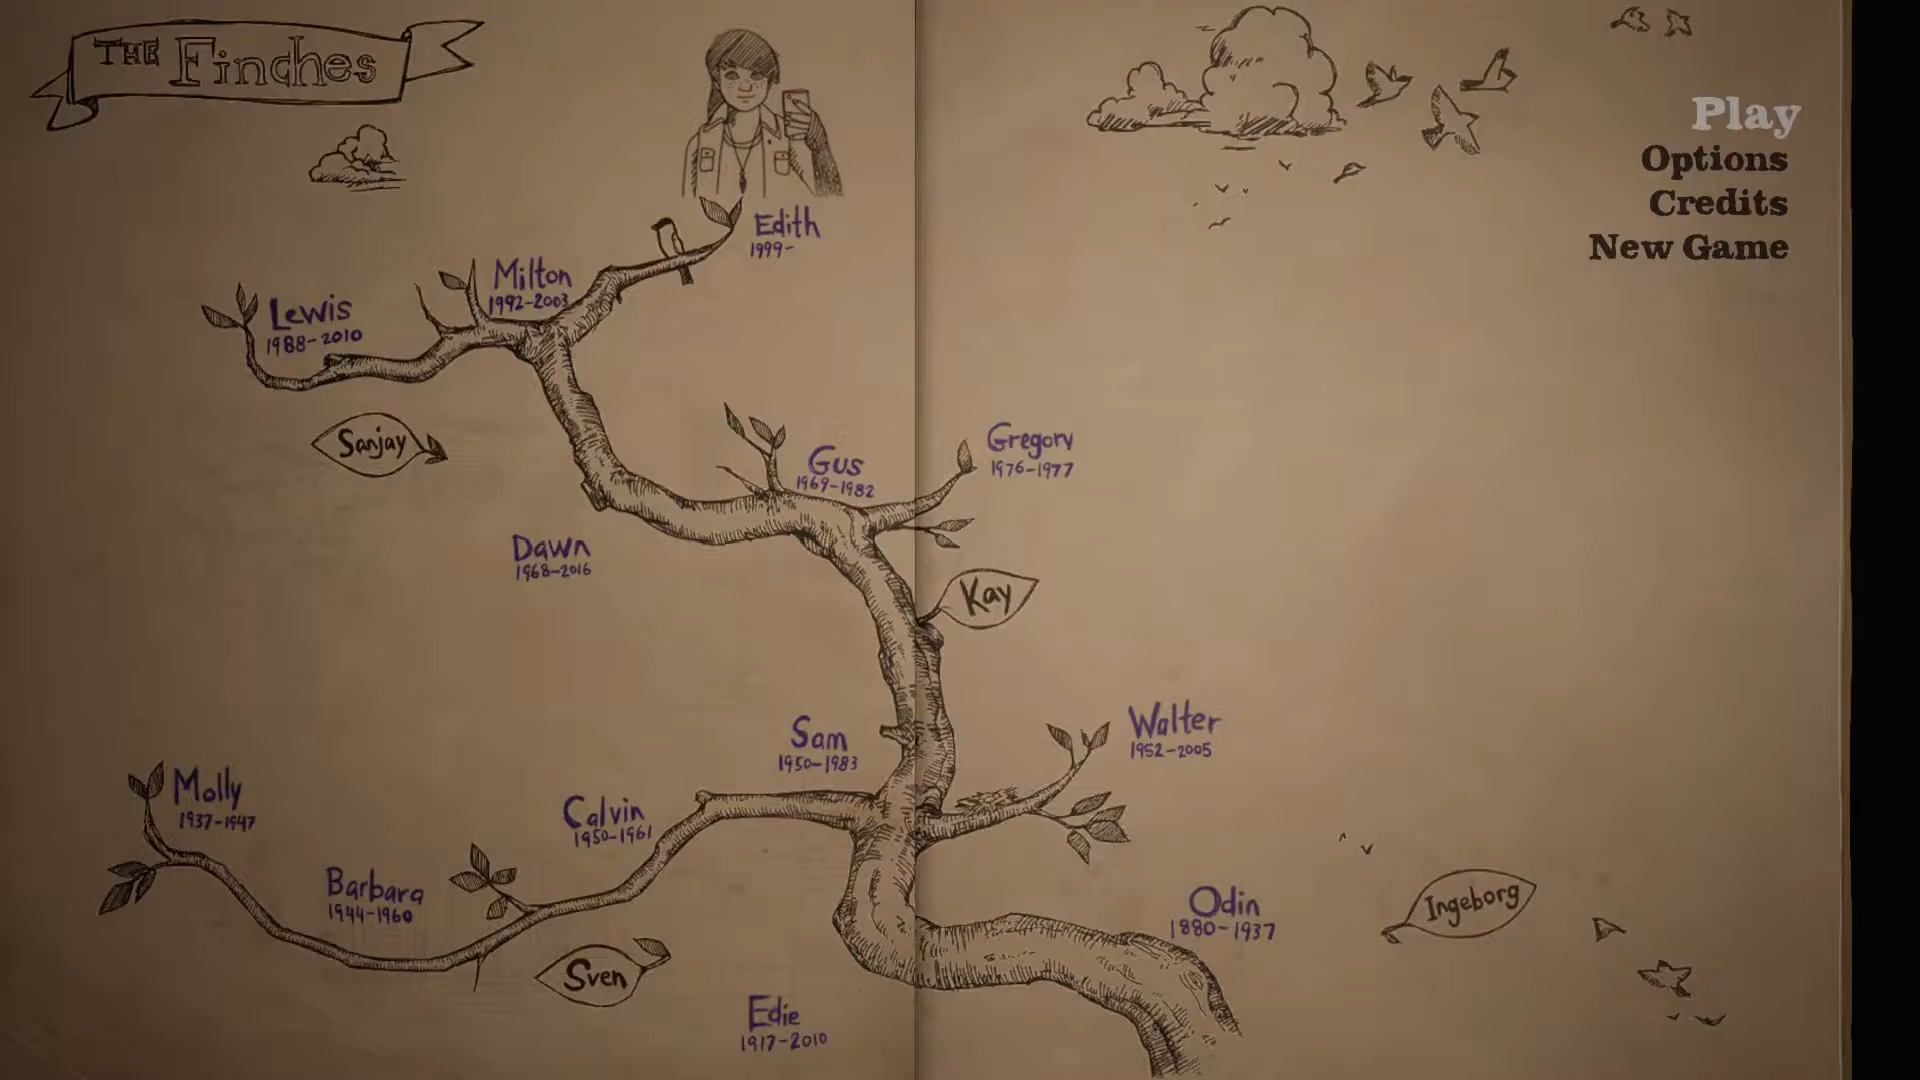 THE Finches
Play
Options
Credits
New Game
Edith
1999-
Milton
1992-2003
Lewis
1988-2010
Sanjay
Gus
1969-1982
Gregory
1976-1977
Dawn
1968-2016
Kay
Sam
1950-1983
Walter
1952-2005
Molly
1937-1947
Calvin
1950-1961
Barbara
1944-1960
Odin
1880-1937
Ingeborg
Sven
Edie
1917-2010